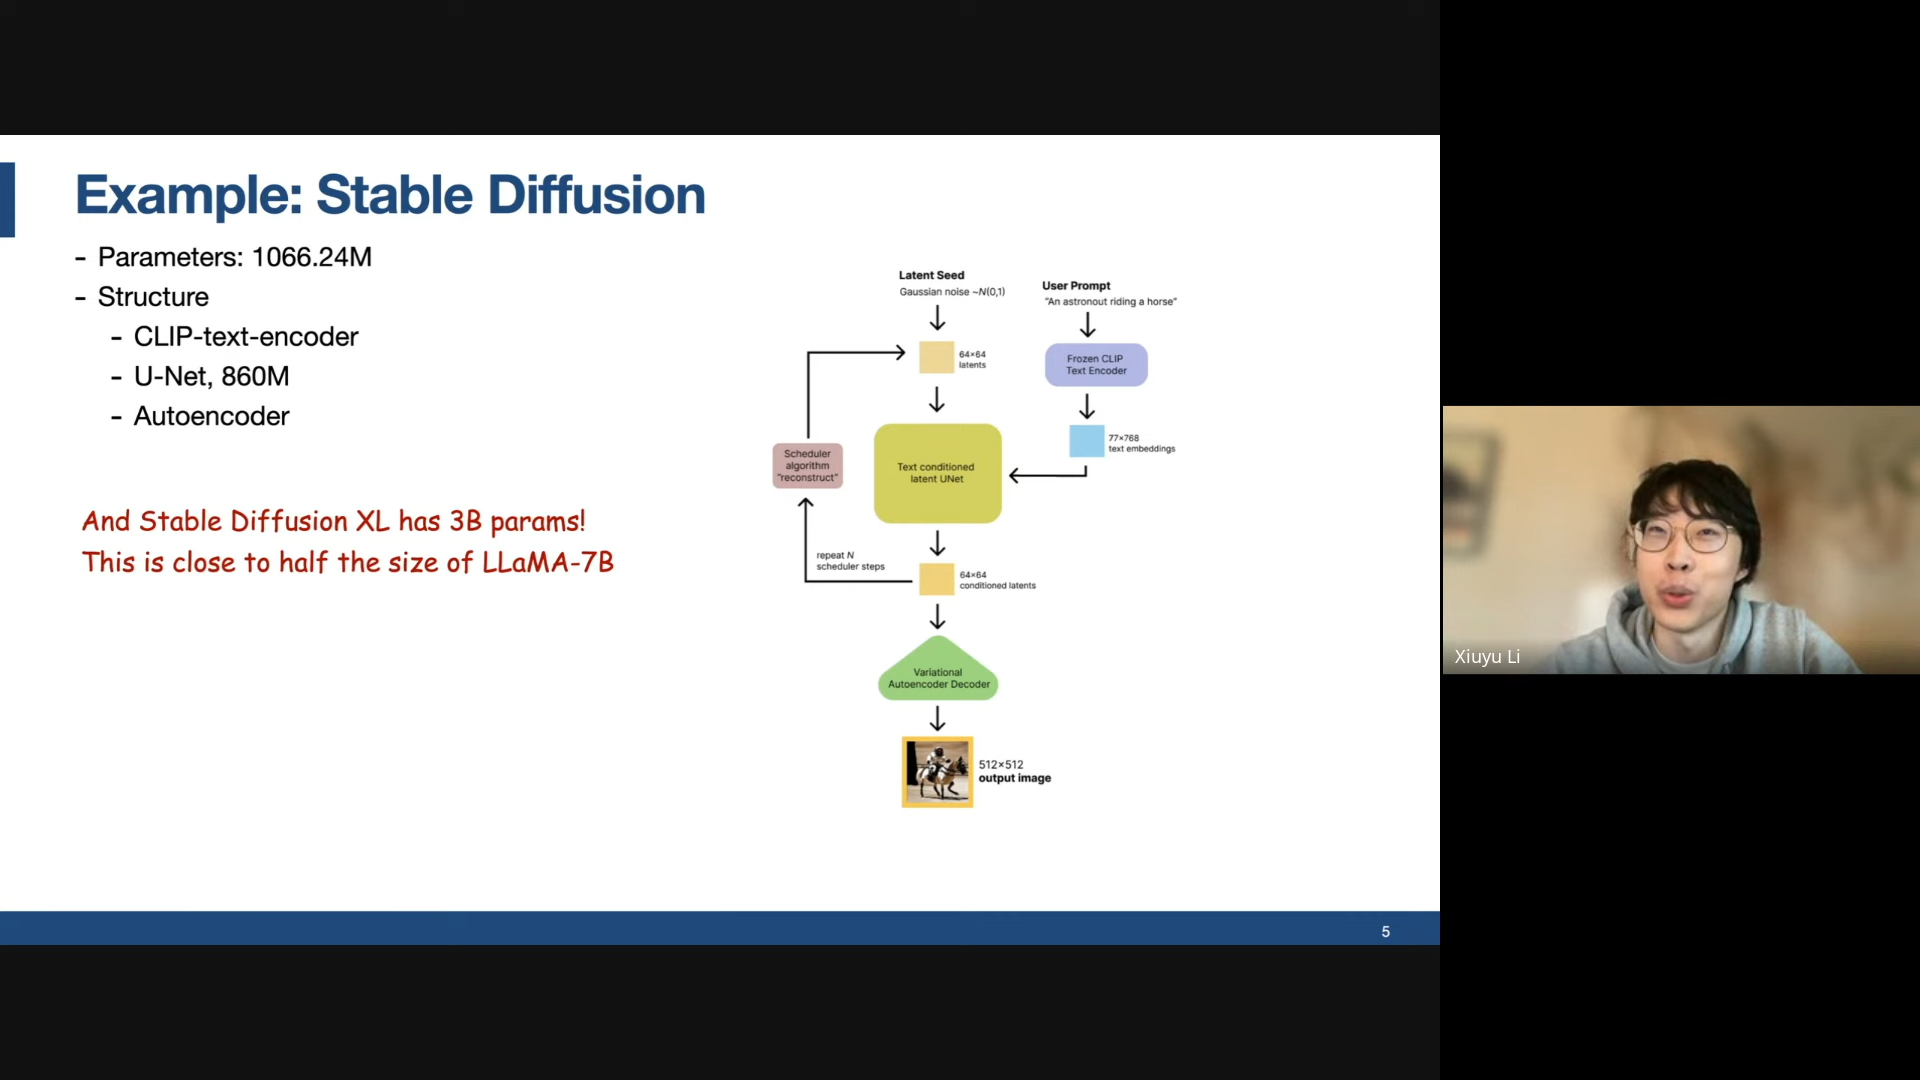 Example: Stable Diffusion
- Parameters: 1066.24M
- Structure
- CLIP-text-encoder
- U-Net, 860M
- Autoencoder
And Stable Diffusion XL has 3B params!
This is close to half the size of LLaMA-7B
Latent Seed
Gaussian noise ~N(0,1)
User Prompt
"An astronaut riding a horse"
64×64
latents
Frozen CLIP
Text Encoder
77×768
text embeddings
Scheduler
algorithm
"reconstruct"
Text conditioned
latent UNet
repeat N
scheduler steps
64×64
conditioned latents
Variational
Autoencoder Decoder
512×512
output image
5
Xiuyu Li